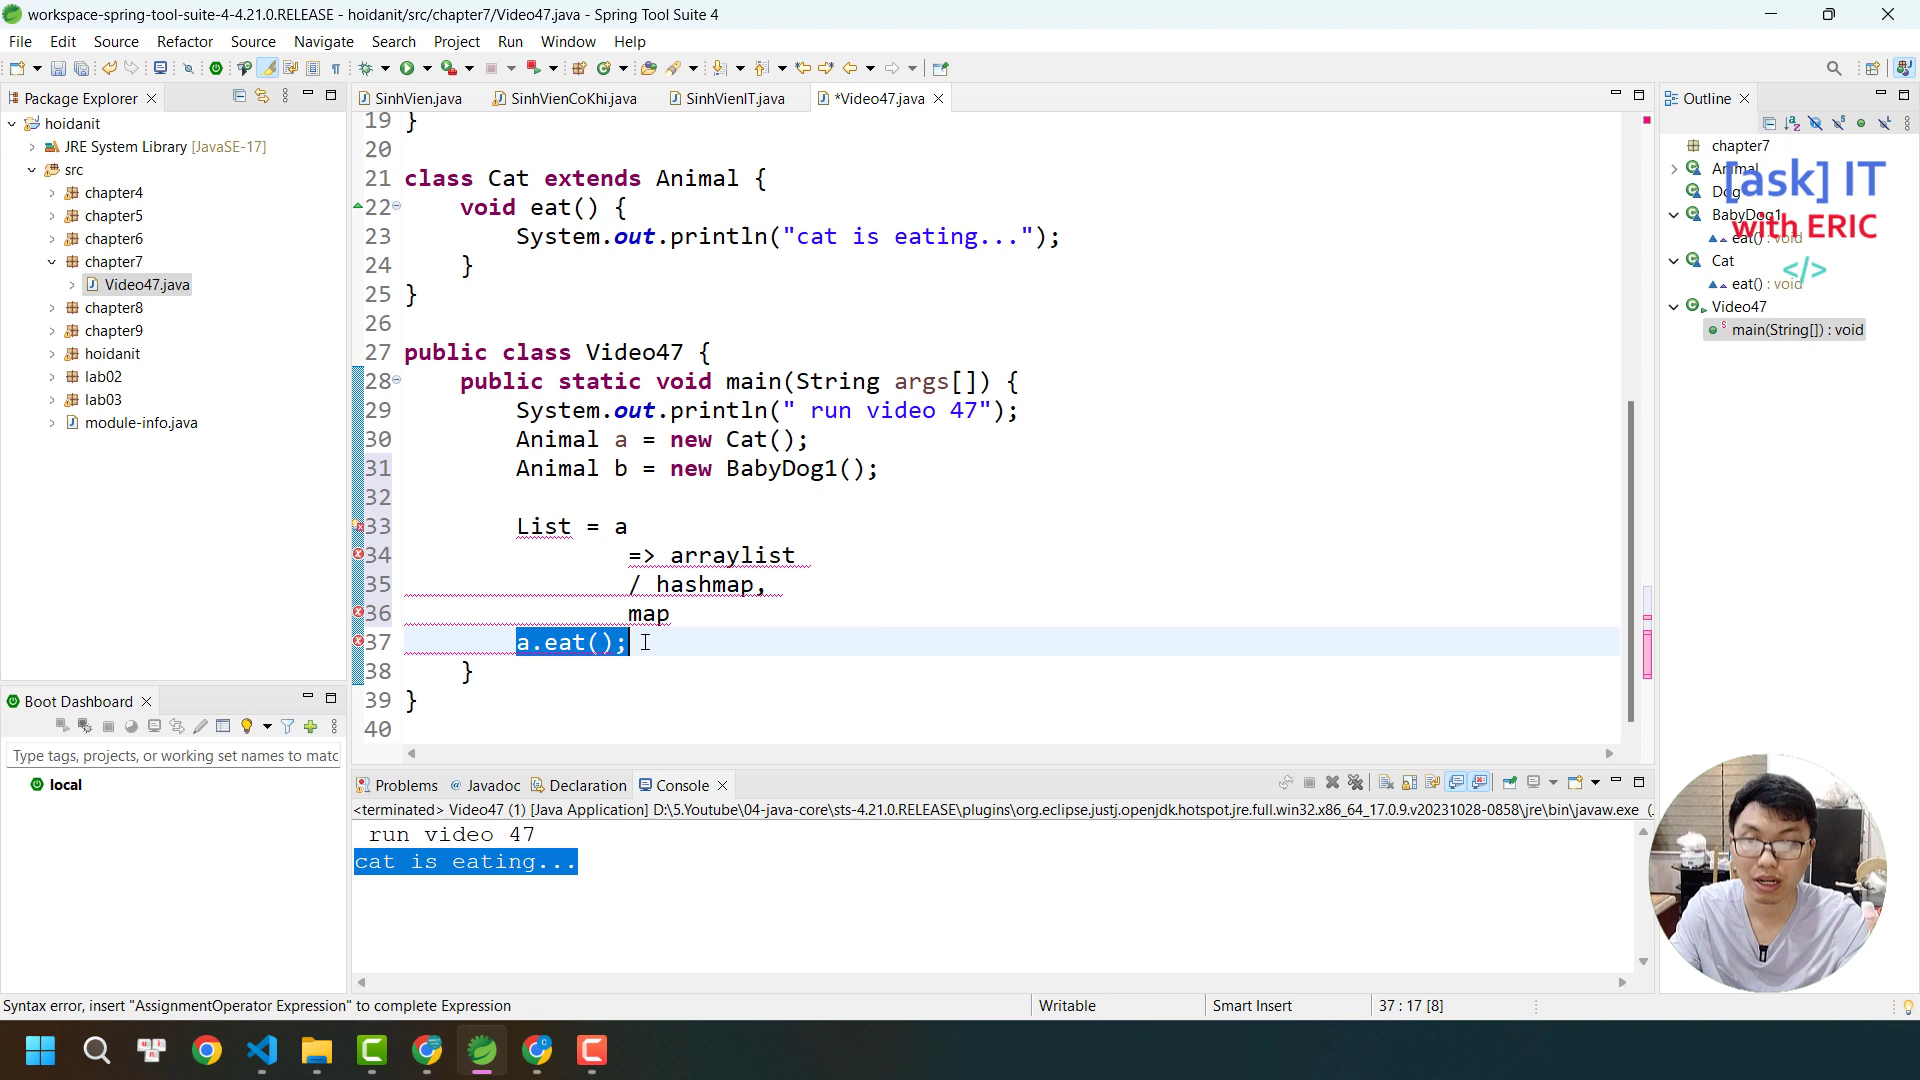 workspace-spring-tool-suite-4-4.21.0.RELEASE - hoidanit/src/chapter7/Video47.java - Spring Tool Suite 4
File Edit Source Refactor Source Navigate Search Project Run Window Help
Package Explorer
hoidanit
JRE System Library [JavaSE-17]
src
chapter4
chapter5
chapter6
chapter7
Video47.java
chapter8
chapter9
hoidanit
lab02
lab03
module-info.java
Boot Dashboard
Type tags, projects, or working set names to matc
local
SinhVien.java SinhVienCoKhi.java SinhVienIT.java *Video47.java
19 }
20
21 class Cat extends Animal {
22 void eat() {
23 System.out.println("cat is eating...");
24 }
25 }
26
27 public class Video47 {
28 public static void main(String args[]) {
29 System.out.println(" run video 47");
30 Animal a = new Cat();
31 Animal b = new BabyDog1();
32
33 List = a
34 => arraylist
35 / hashmap,
36 map
37 a.eat();
38 }
39 }
40
Problems Javadoc Declaration Console
<terminated> Video47 (1) [Java Application] D:\5.Youtube\04-java-core\sts-4.21.0.RELEASE\plugins\org.eclipse.justj.openjdk.hotspot.jre.full.win32.x86_64_17.0.9.v20231028-0858\jre\bin\javaw.exe (
run video 47
cat is eating...
Outline
chapter7
Animal
Dog
BabyDog1
eat() : void
Cat
eat() : void
Video47
main(String[]) : void
[ask] IT
with ERIC
</>
Syntax error, insert "AssignmentOperator Expression" to complete Expression
Writable
Smart Insert
37 : 17 [8]